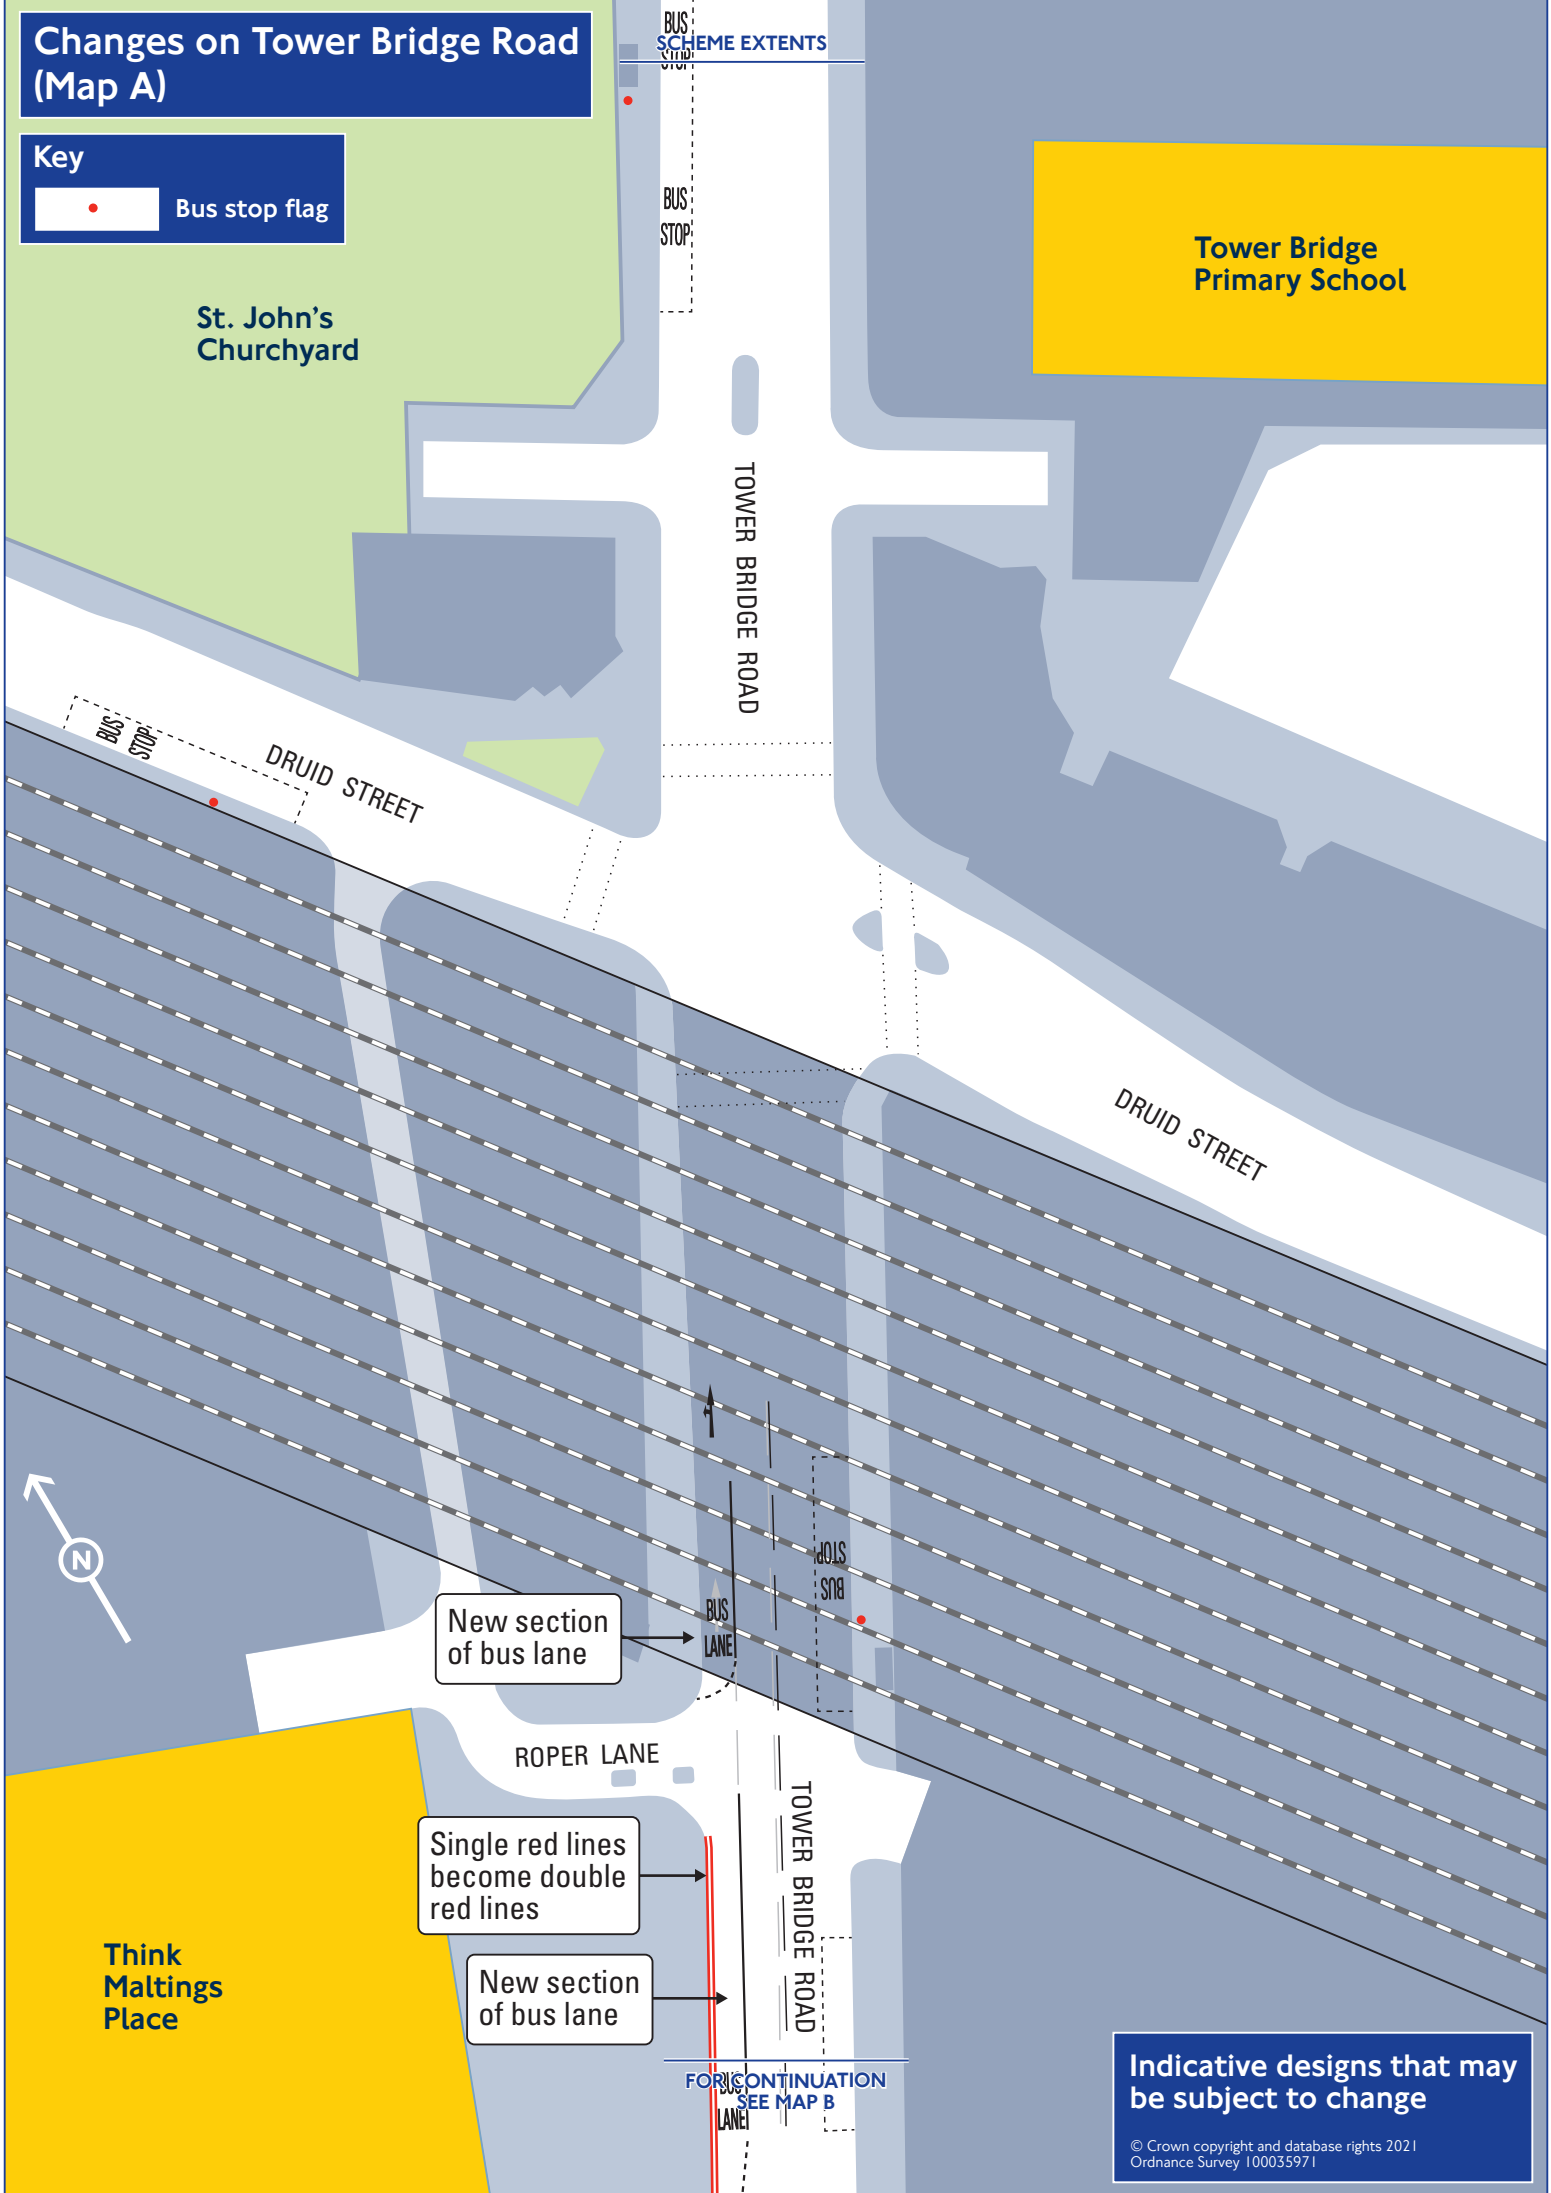 Changes on Tower Bridge Road
(Map A)
Key
Bus stop flag
BUS
STOP
SCHEME EXTENTS
BUS
STOP
Tower Bridge
Primary School
St. John's
Churchyard
TOWER BRIDGE ROAD
BUS
STOP
DRUID STREET
DRUID STREET
N
BUS
STOP
New section
of bus lane
BUS
LANE
ROPER LANE
TOWER BRIDGE ROAD
Single red lines
become double
red lines
Think
Maltings
Place
New section
of bus lane
FOR CONTINUATION
SEE MAP B
BUS
LANE
Indicative designs that may
be subject to change
© Crown copyright and database rights 2021
Ordnance Survey 100035971